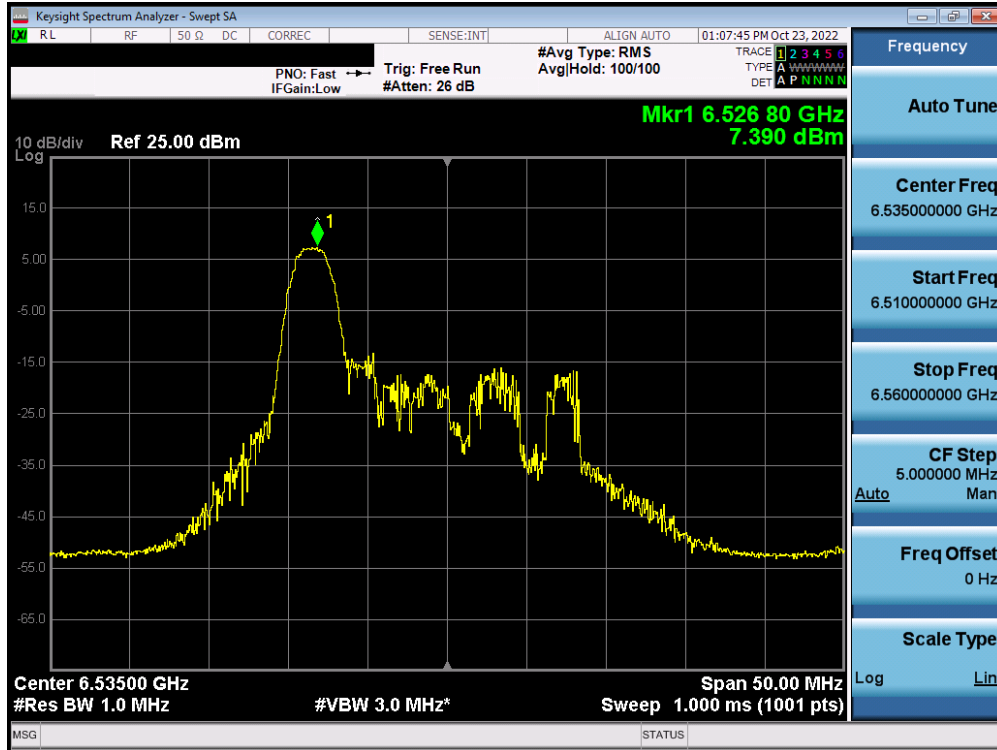 Keysight Spectrum Analyzer - Swept SA
LXI RL RF 50 Ω DC CORREC SENSE:INT ALIGN AUTO 01:07:45 PM Oct 23, 2022
PNO: Fast
IFGain:Low
Trig: Free Run
#Atten: 26 dB
#Avg Type: RMS
Avg|Hold: 100/100
TRACE 1 2 3 4 5 6
TYPE A WWWWW
DET A P N N N N
Mkr1 6.526 80 GHz
7.390 dBm
10 dB/div Ref 25.00 dBm
Log
1
15.0
5.00
-5.00
-15.0
-25.0
-35.0
-45.0
-55.0
-65.0
Center 6.53500 GHz Span 50.00 MHz
#Res BW 1.0 MHz #VBW 3.0 MHz* Sweep 1.000 ms (1001 pts)
MSG STATUS
Frequency
Auto Tune
Center Freq
6.535000000 GHz
Start Freq
6.510000000 GHz
Stop Freq
6.560000000 GHz
CF Step
5.000000 MHz
Auto Man
Freq Offset
0 Hz
Scale Type
Log Lin